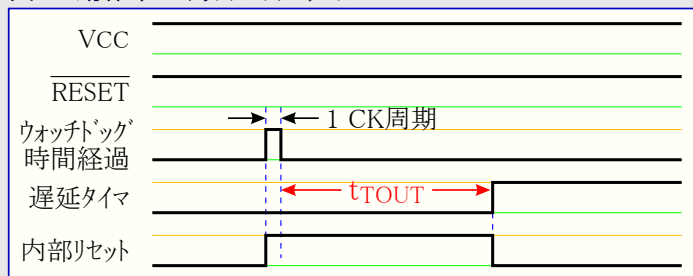 VCC
RESET
1 CK周期
ウォッチドッグ
時間経過
tTOUT
遅延タイマ
内部リセット